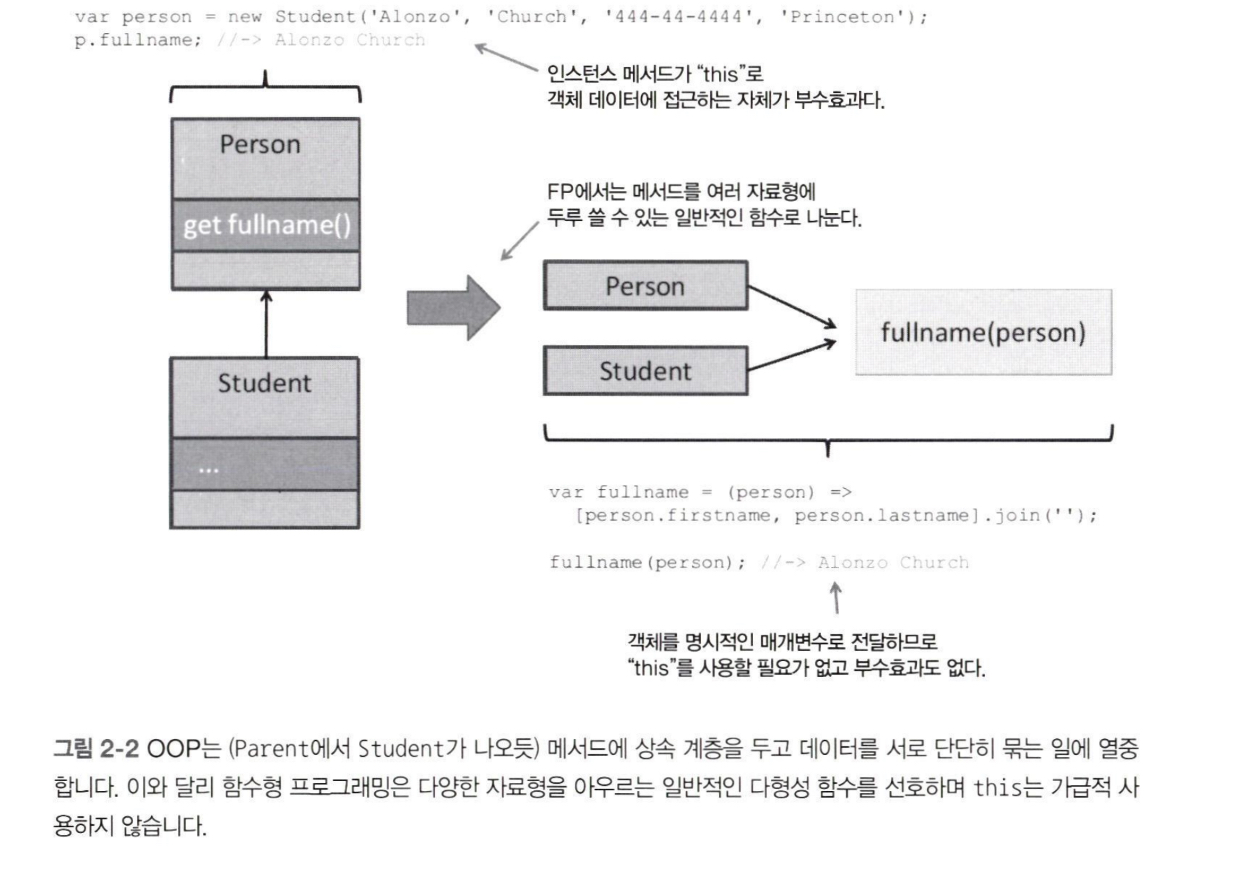 var person = new Student('Alonzo', 'Church', '444-44-4444', 'Princeton');
p.fullname; //-> Alonzo Church
인스턴스 메서드가 “this”로
객체 데이터에 접근하는 자체가 부수효과다.
Person
get fullname()
Student
...
FP에서는 메서드를 여러 자료형에
두루 쓸 수 있는 일반적인 함수로 나눈다.
Person
Student
fullname(person)
var fullname = (person) =>
[person.firstname, person.lastname].join('');
fullname(person); //-> Alonzo Church
객체를 명시적인 매개변수로 전달하므로
“this”를 사용할 필요가 없고 부수효과도 없다.
그림 2-2 OOP는 (Parent에서 Student가 나오듯) 메서드에 상속 계층을 두고 데이터를 서로 단단히 묶는 일에 열중
합니다. 이와 달리 함수형 프로그래밍은 다양한 자료형을 아우르는 일반적인 다형성 함수를 선호하며 this는 가급적 사
용하지 않습니다.